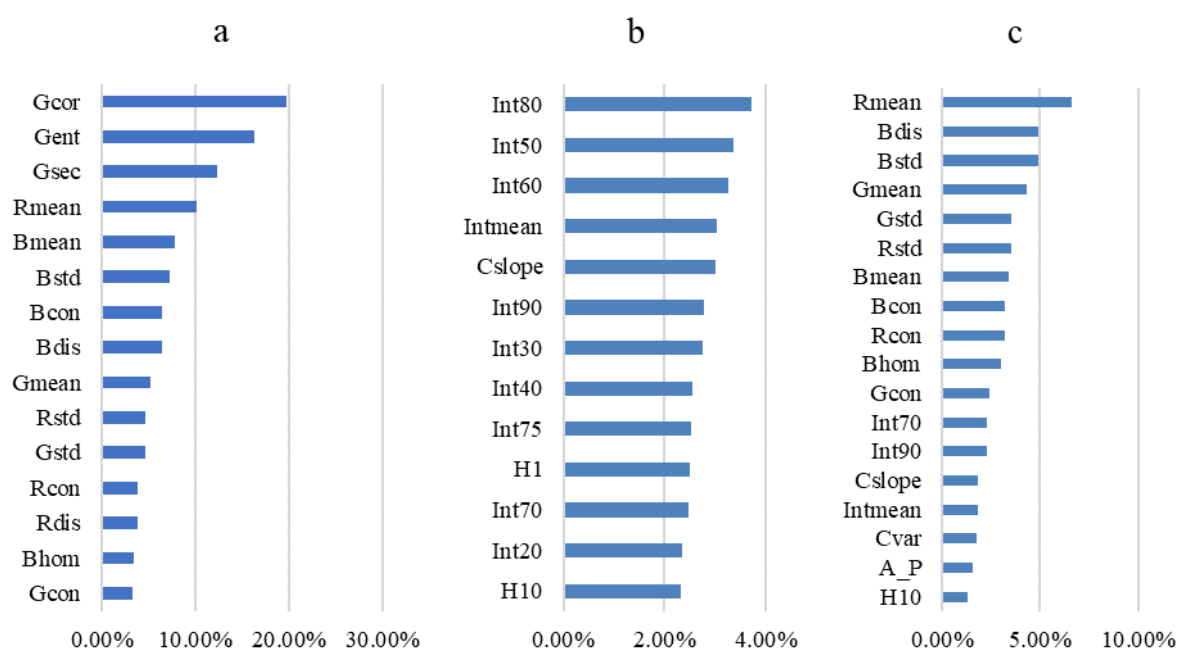 a
Gcor
Gent
Gsec
Rmean
Bmean
Bstd
Bcon
Bdis
Gmean
Rstd
Gstd
Rcon
Rdis
Bhom
Gcon
0.00% 10.00% 20.00% 30.00%
b
Int80
Int50
Int60
Intmean
Cslope
Int90
Int30
Int40
Int75
H1
Int70
Int20
H10
0.00% 2.00% 4.00%
c
Rmean
Bdis
Bstd
Gmean
Gstd
Rstd
Bmean
Bcon
Rcon
Bhom
Gcon
Int70
Int90
Cslope
Intmean
Cvar
A_P
H10
0.00% 5.00% 10.00%